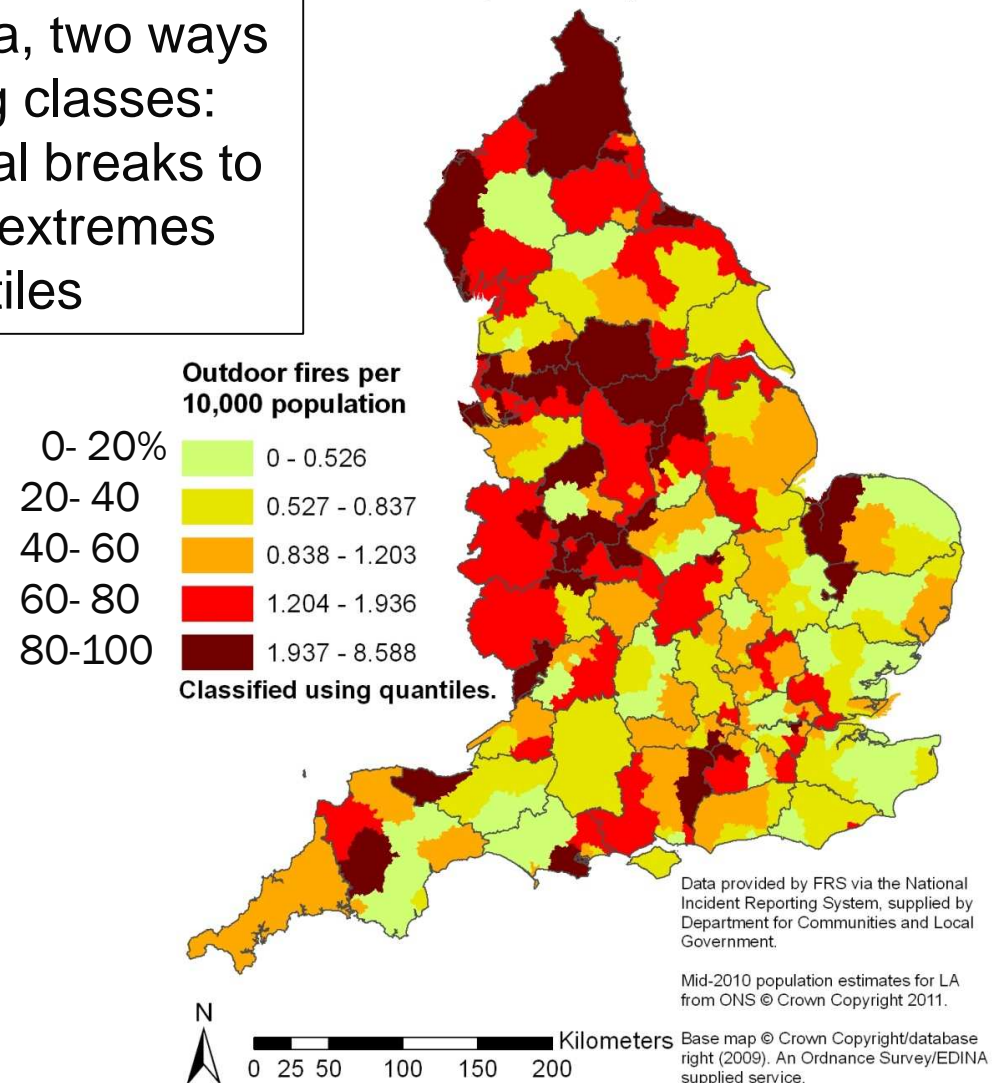 a, two ways
g classes:
al breaks to
extremes
tiles
Outdoor fires per
10,000 population
0- 20% 0 - 0.526
20- 40 0.527 - 0.837
40- 60 0.838 - 1.203
60- 80 1.204 - 1.936
80-100 1.937 - 8.588
Classified using quantiles.
Data provided by FRS via the National
Incident Reporting System, supplied by
Department for Communities and Local
Government.
Mid-2010 population estimates for LA
from ONS © Crown Copyright 2011.
Base map © Crown Copyright/database
right (2009). An Ordnance Survey/EDINA
supplied service.
N
Kilometers
0 25 50 100 150 200